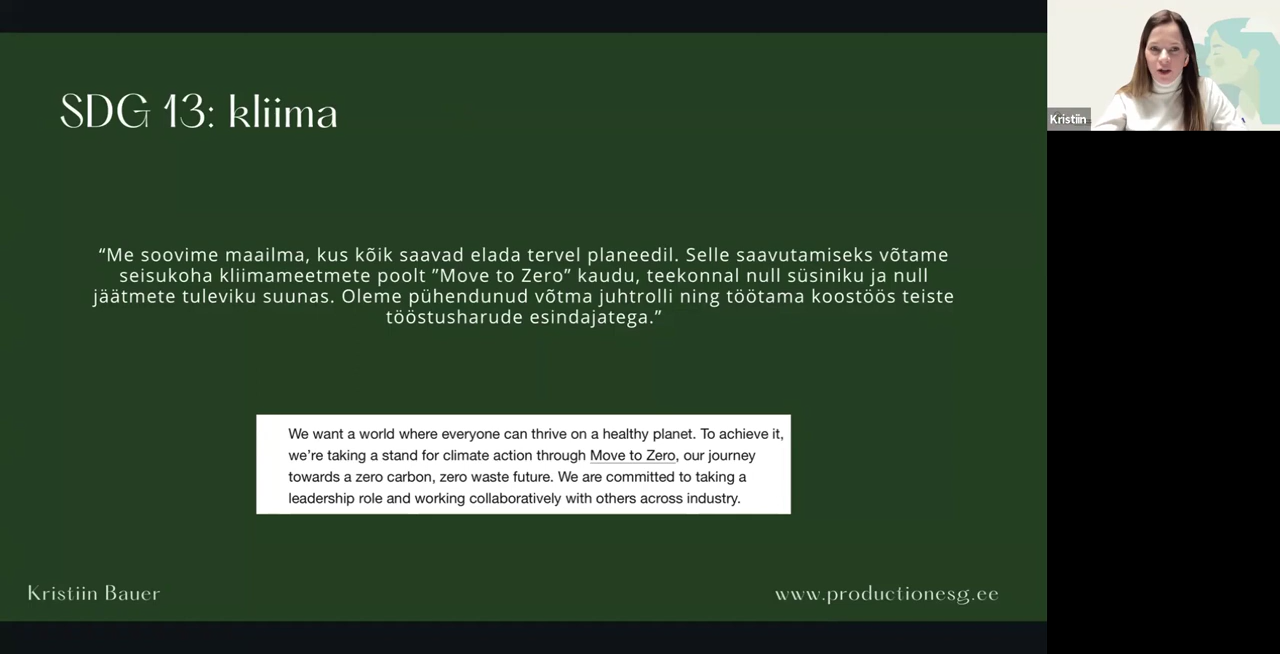 SDG 13: kliima
“Me soovime maailma, kus kõik saavad elada tervel planeedil. Selle saavutamiseks võtame
seisukoha kliimameetmete poolt ”Move to Zero” kaudu, teekonnal null süsiniku ja null
jäätmete tuleviku suunas. Oleme pühendunud võtma juhtrolli ning töötama koostöös teiste
tööstusharude esindajatega.”
We want a world where everyone can thrive on a healthy planet. To achieve it,
we’re taking a stand for climate action through Move to Zero, our journey
towards a zero carbon, zero waste future. We are committed to taking a
leadership role and working collaboratively with others across industry.
Kristiin Bauer
www.productionesg.ee
Kristiin